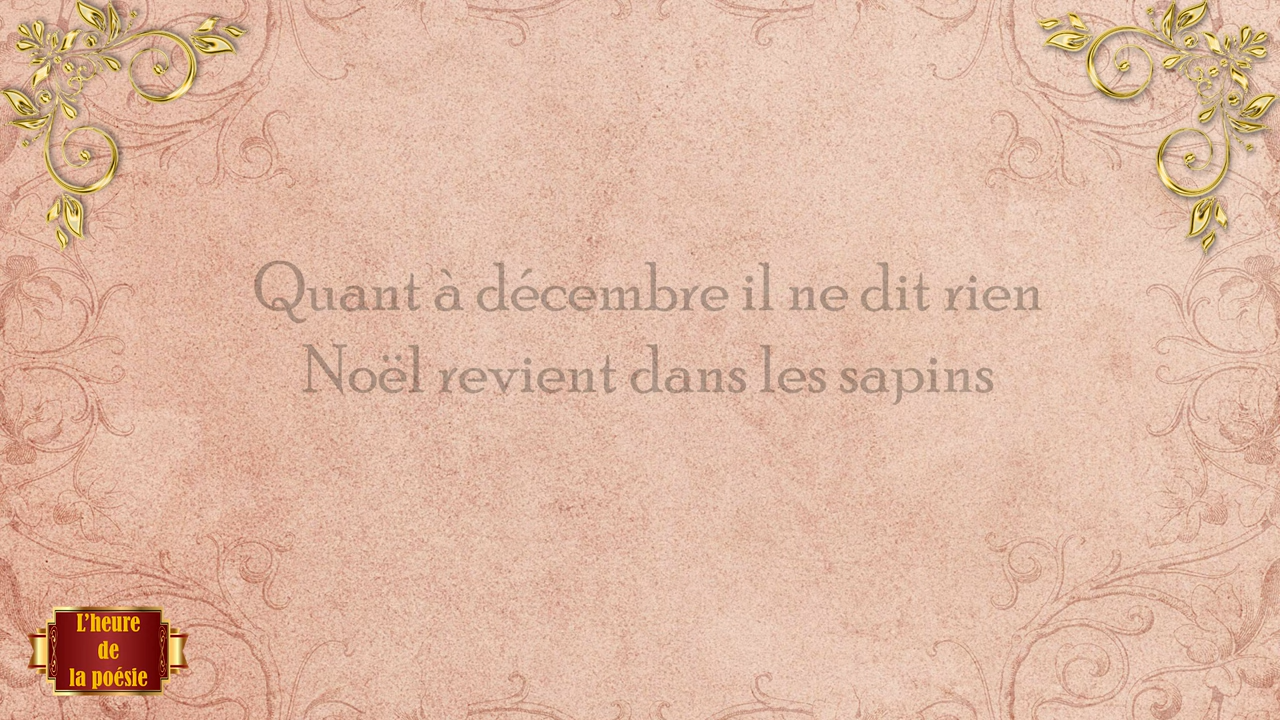 Quant à décembre il ne dit rien
Noël revient dans les sapins
L'heure
de
la poésie